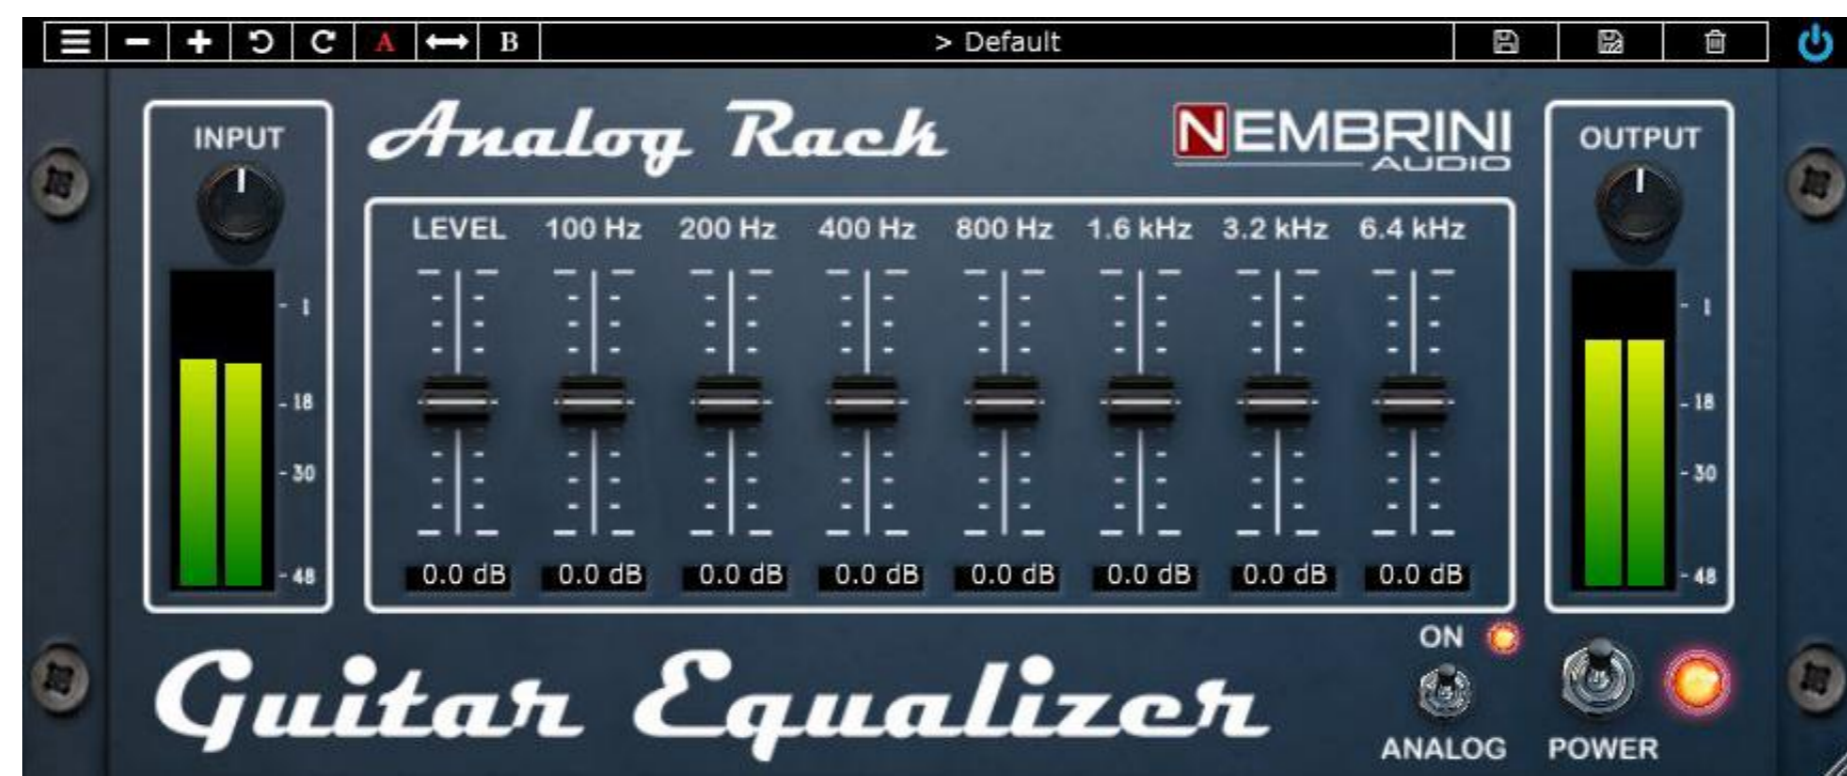 A B > Default
INPUT
Analog Rack
NEMBRINI
AUDIO
OUTPUT
LEVEL 100 Hz 200 Hz 400 Hz 800 Hz 1.6 kHz 3.2 kHz 6.4 kHz
- 1
- 18
- 30
- 48
- 1
- 18
- 30
- 48
0.0 dB 0.0 dB 0.0 dB 0.0 dB 0.0 dB 0.0 dB 0.0 dB 0.0 dB
Guitar Equalizer
ON
ANALOG
POWER